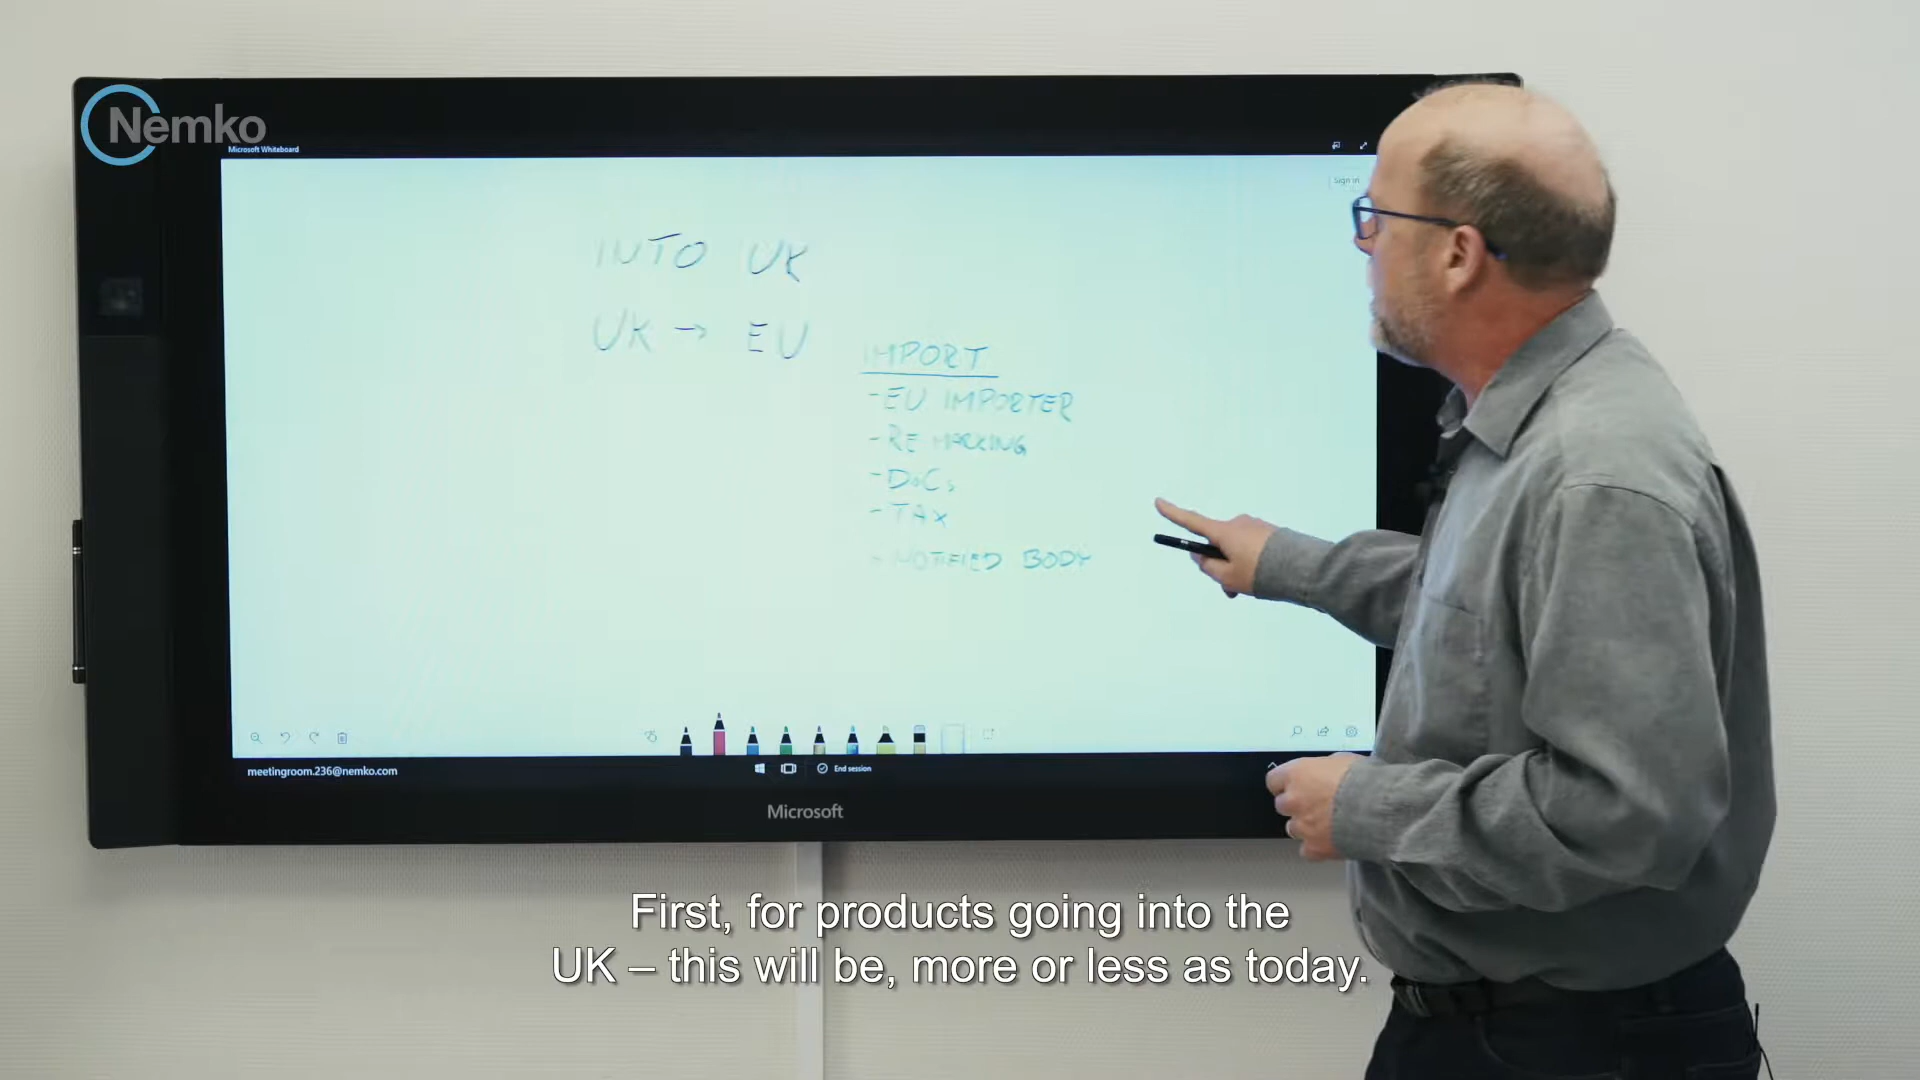 Nemko
Microsoft Whiteboard
Sign in
INTO UK
UK → EU
IMPORT
- EU IMPORTER
- RE MARKING
- DoCs
- TAX
- NOTIFIED BODY
meetingroom.236@nemko.com
End session
Microsoft
First, for products going into the
UK – this will be, more or less as today.